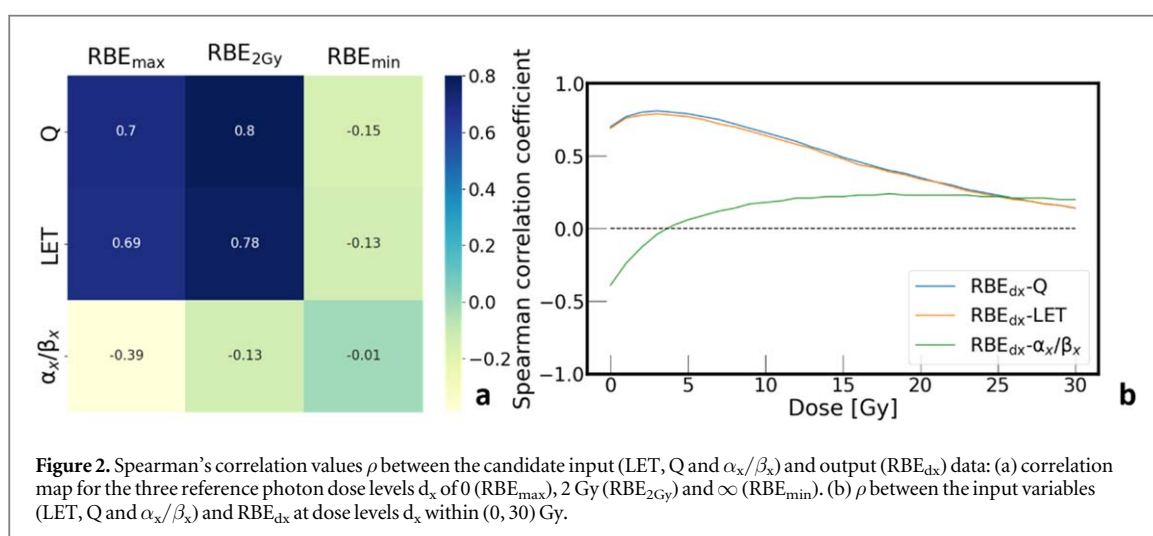 RBEmax RBE2Gy RBEmin
Q
LET
αx/βx
0.7 0.8 -0.15
0.69 0.78 -0.13
-0.39 -0.13 -0.01
0.8
0.6
0.4
0.2
0.0
−0.2
a
Spearman correlation coefficient
1.0
0.5
0.0
−0.5
−1.0
RBEdx-Q
RBEdx-LET
RBEdx-αx/βx
0 5 10 15 20 25 30
Dose [Gy]
b
Figure 2. Spearman's correlation values ρ between the candidate input (LET, Q and αx/βx) and output (RBEdx) data: (a) correlation
map for the three reference photon dose levels dx of 0 (RBEmax), 2 Gy (RBE2Gy) and ∞ (RBEmin). (b) ρ between the input variables
(LET, Q and αx/βx) and RBEdx at dose levels dx within (0, 30) Gy.